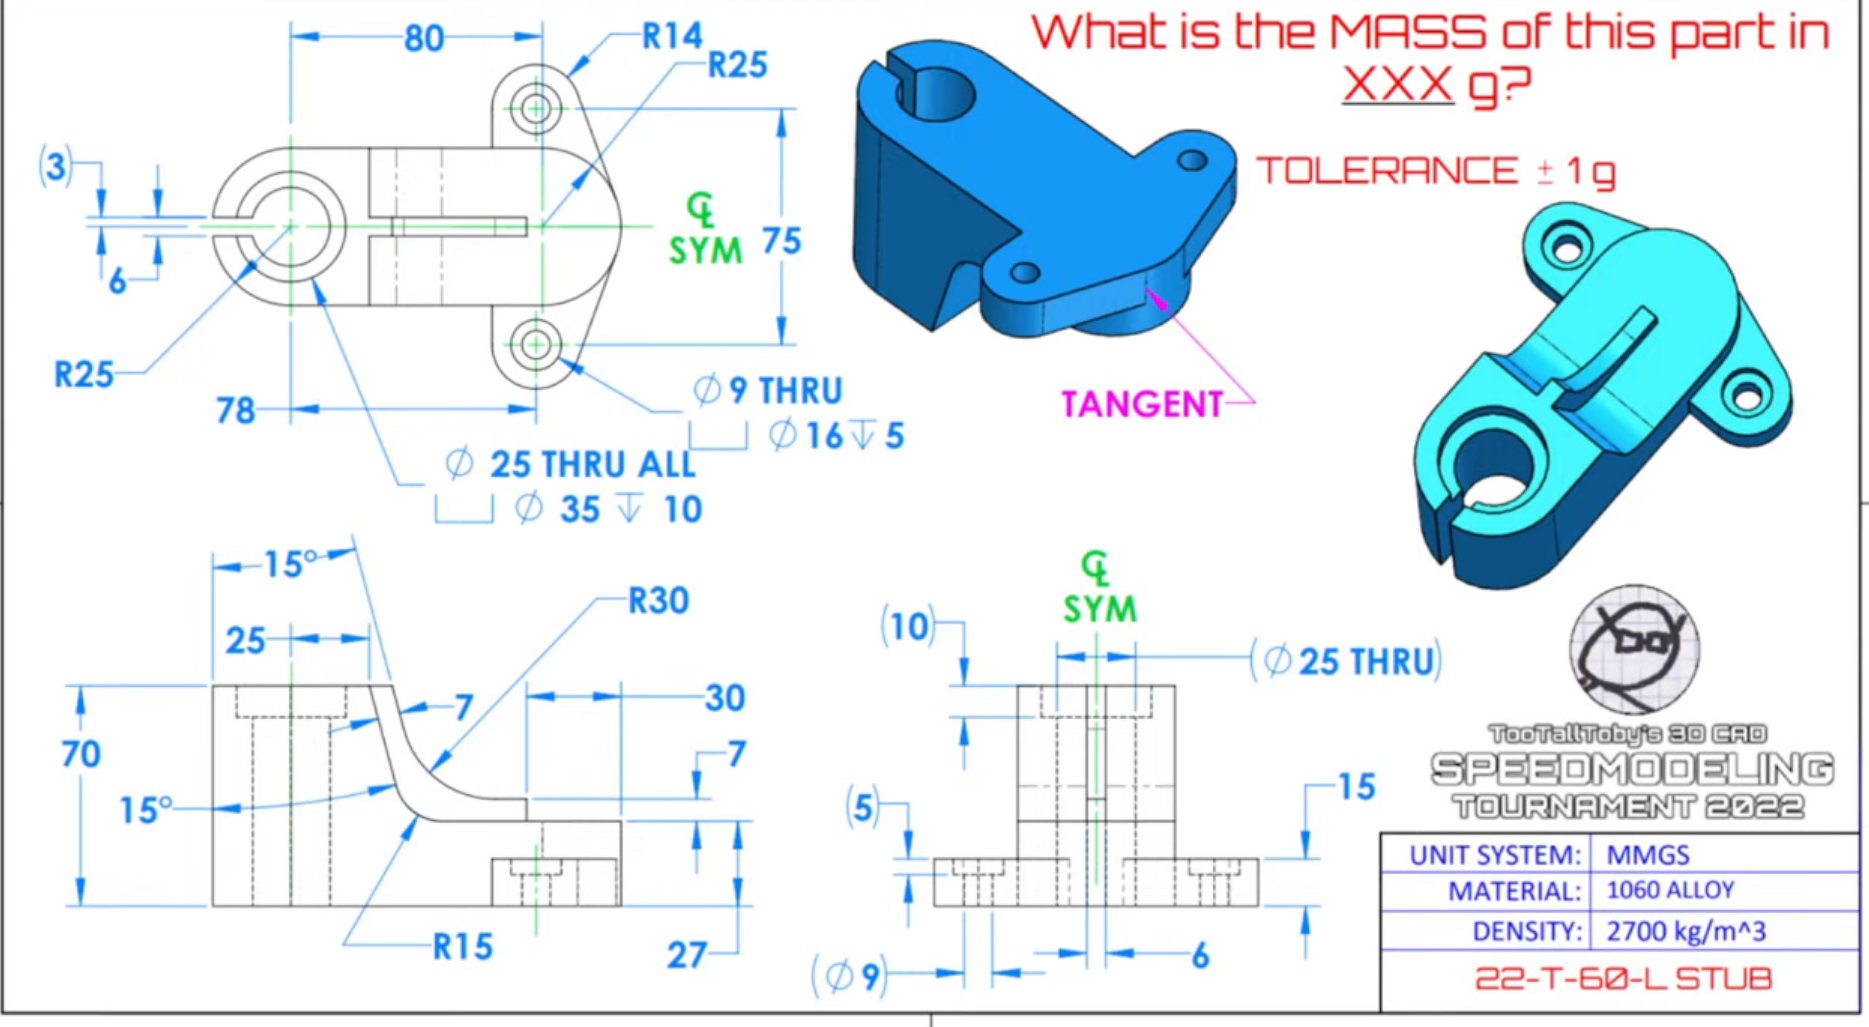 80
R14
R25
What is the MASS of this part in
XXX g?
TOLERANCE ± 1 g
(3)
6
℄
SYM
75
R25
78
⌀ 9 THRU
⌴ ⌀ 16 ↧ 5
⌀ 25 THRU ALL
⌴ ⌀ 35 ↧ 10
TANGENT
15°
25
R30
7
30
70
7
15°
R15
27
℄
SYM
(10)
(⌀ 25 THRU)
(5)
15
(⌀ 9)
6
TooTallToby's 3D CAD
SPEEDMODELING
TOURNAMENT 2022
UNIT SYSTEM: MMGS
MATERIAL: 1060 ALLOY
DENSITY: 2700 kg/m^3
22-T-60-L STUB